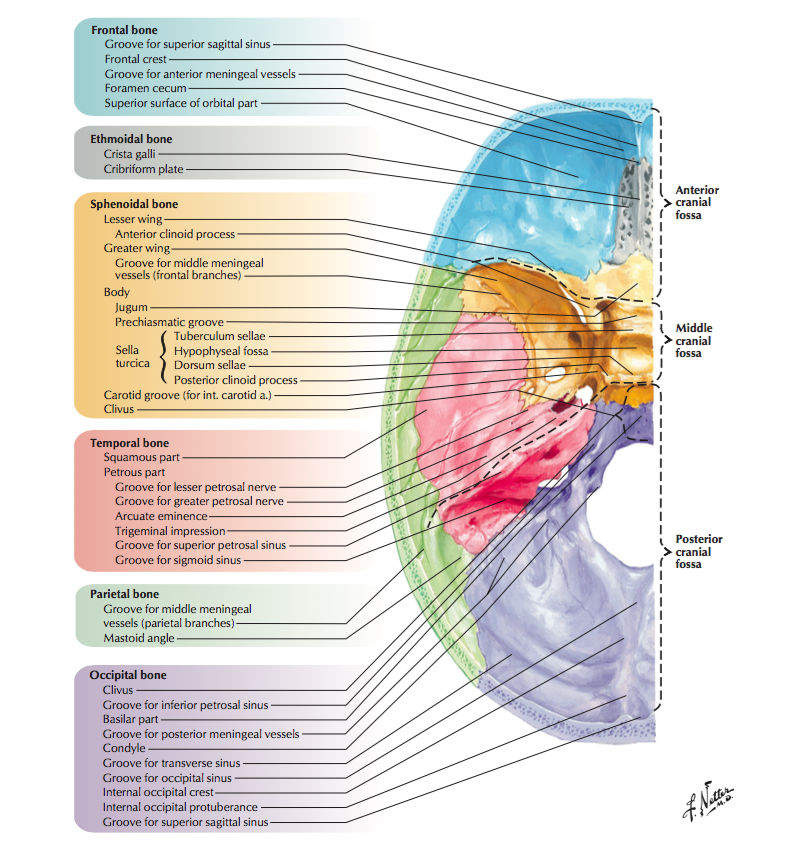 Frontal bone
Groove for superior sagittal sinus
Frontal crest
Groove for anterior meningeal vessels
Foramen cecum
Superior surface of orbital part
Ethmoidal bone
Crista galli
Cribriform plate
Sphenoidal bone
Lesser wing
Anterior clinoid process
Greater wing
Groove for middle meningeal
vessels (frontal branches)
Body
Jugum
Prechiasmatic groove
Sella
turcica
Tuberculum sellae
Hypophyseal fossa
Dorsum sellae
Posterior clinoid process
Carotid groove (for int. carotid a.)
Clivus
Temporal bone
Squamous part
Petrous part
Groove for lesser petrosal nerve
Groove for greater petrosal nerve
Arcuate eminence
Trigeminal impression
Groove for superior petrosal sinus
Groove for sigmoid sinus
Parietal bone
Groove for middle meningeal
vessels (parietal branches)
Mastoid angle
Occipital bone
Clivus
Groove for inferior petrosal sinus
Basilar part
Groove for posterior meningeal vessels
Condyle
Groove for transverse sinus
Groove for occipital sinus
Internal occipital crest
Internal occipital protuberance
Groove for superior sagittal sinus
Anterior
cranial
fossa
Middle
cranial
fossa
Posterior
cranial
fossa
F. Netter
M.D.